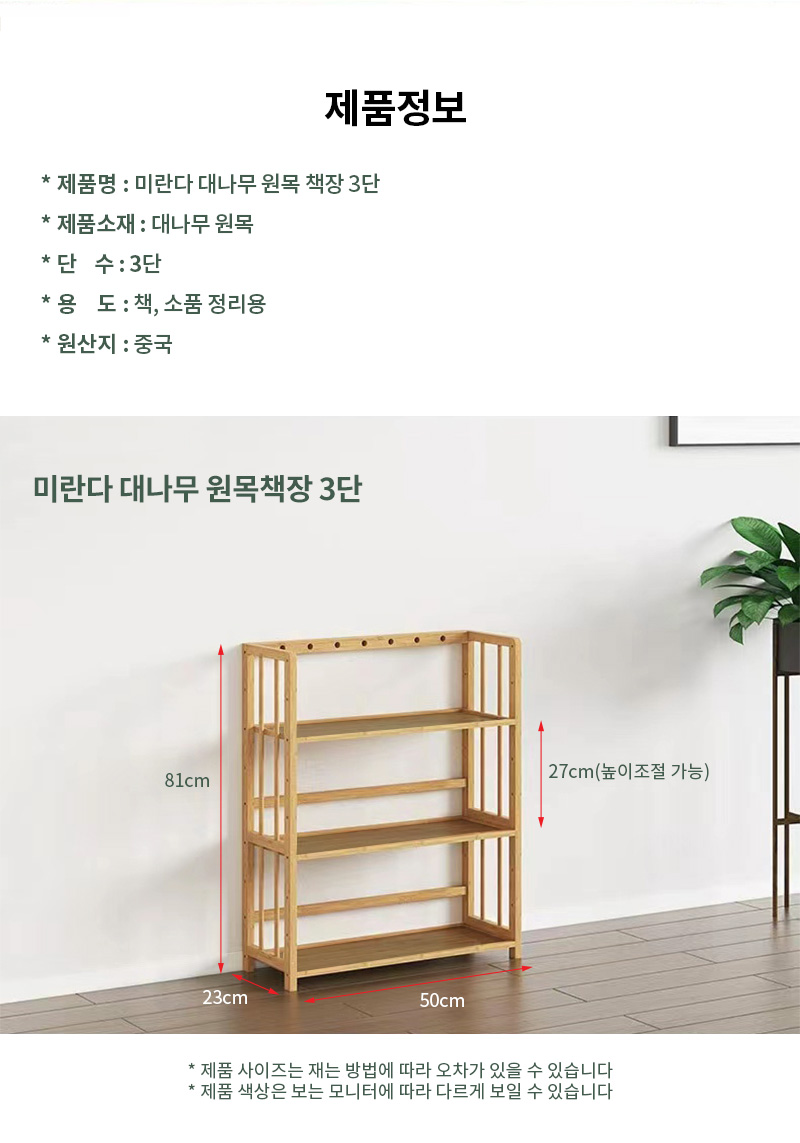 제품정보
* 제품명 : 미란다 대나무 원목 책장 3단
* 제품소재 : 대나무 원목
* 단 수 : 3단
* 용 도 : 책, 소품 정리용
* 원산지 : 중국
미란다 대나무 원목책장 3단
81cm
27cm(높이조절 가능)
23cm
50cm
* 제품 사이즈는 재는 방법에 따라 오차가 있을 수 있습니다
* 제품 색상은 보는 모니터에 따라 다르게 보일 수 있습니다